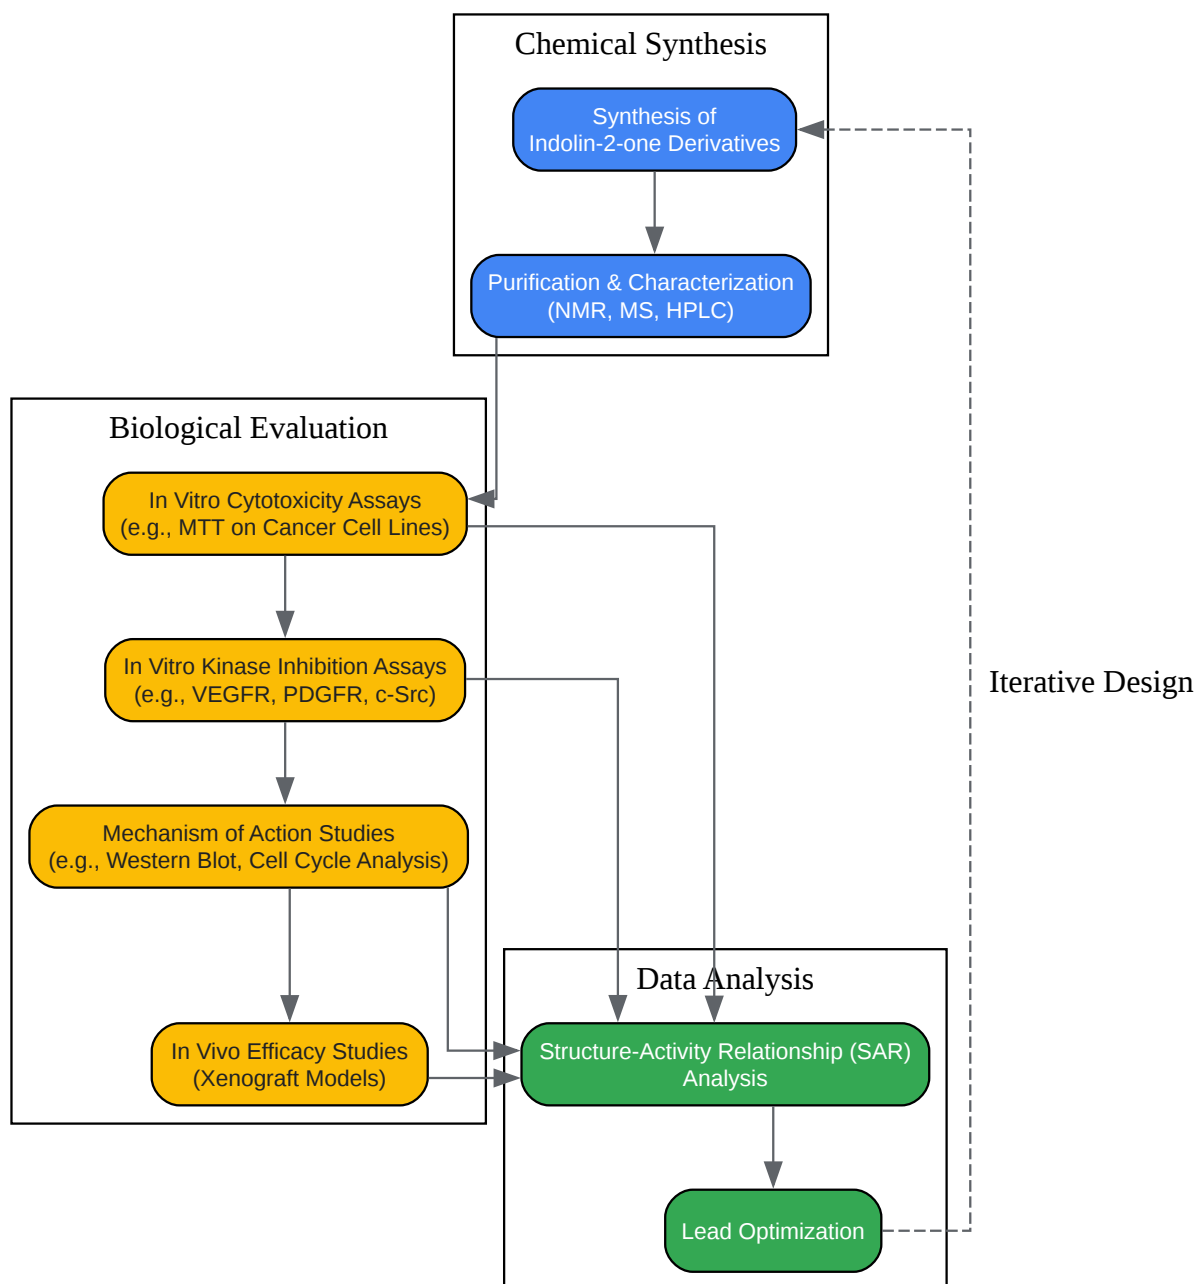 Chemical Synthesis
Synthesis of
Indolin-2-one Derivatives
Purification & Characterization
(NMR, MS, HPLC)
Biological Evaluation
In Vitro Cytotoxicity Assays
(e.g., MTT on Cancer Cell Lines)
In Vitro Kinase Inhibition Assays
(e.g., VEGFR, PDGFR, c-Src)
Iterative Design
Mechanism of Action Studies
(e.g., Western Blot, Cell Cycle Analysis)
Data Analysis
In Vivo Efficacy Studies
(Xenograft Models)
Structure-Activity Relationship (SAR)
Analysis
Lead Optimization